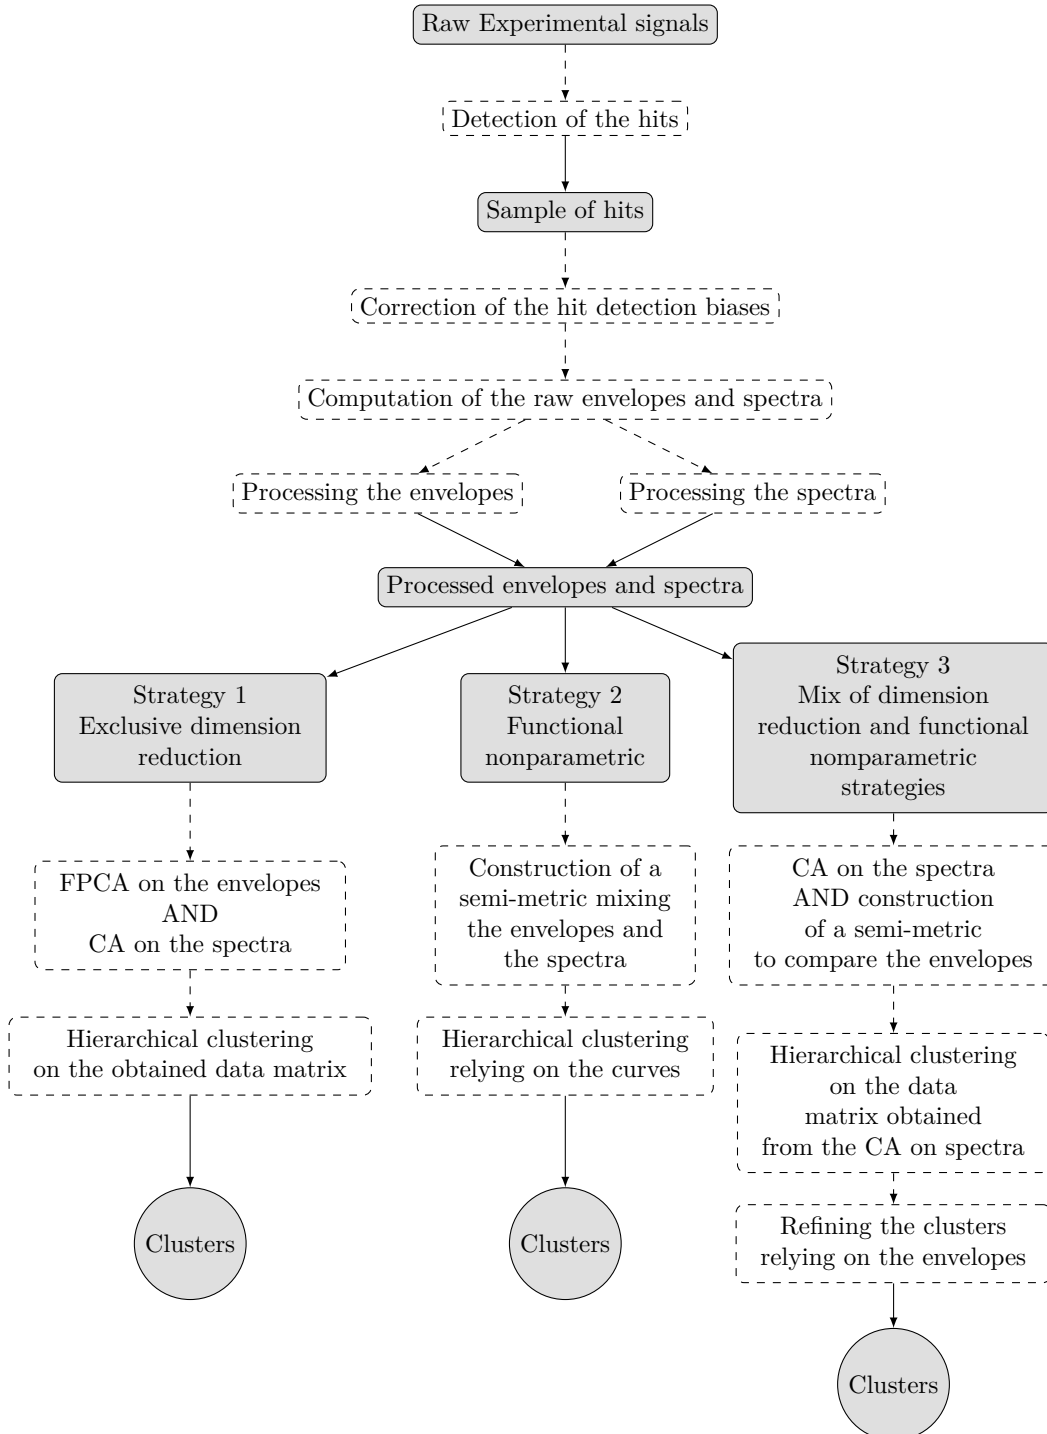 Raw Experimental signals
Detection of the hits
Sample of hits
Correction of the hit detection biases
Computation of the raw envelopes and spectra
Processing the envelopes
Processing the spectra
Processed envelopes and spectra
Strategy 1
Exclusive dimension
reduction
Strategy 2
Functional
nonparametric
Strategy 3
Mix of dimension
reduction and functional
nomparametric
strategies
FPCA on the envelopes
AND
CA on the spectra
Construction of a
semi-metric mixing
the envelopes and
the spectra
CA on the spectra
AND construction
of a semi-metric
to compare the envelopes
Hierarchical clustering
on the obtained data matrix
Hierarchical clustering
relying on the curves
Hierarchical clustering
on the data
matrix obtained
from the CA on spectra
Refining the clusters
relying on the envelopes
Clusters
Clusters
Clusters